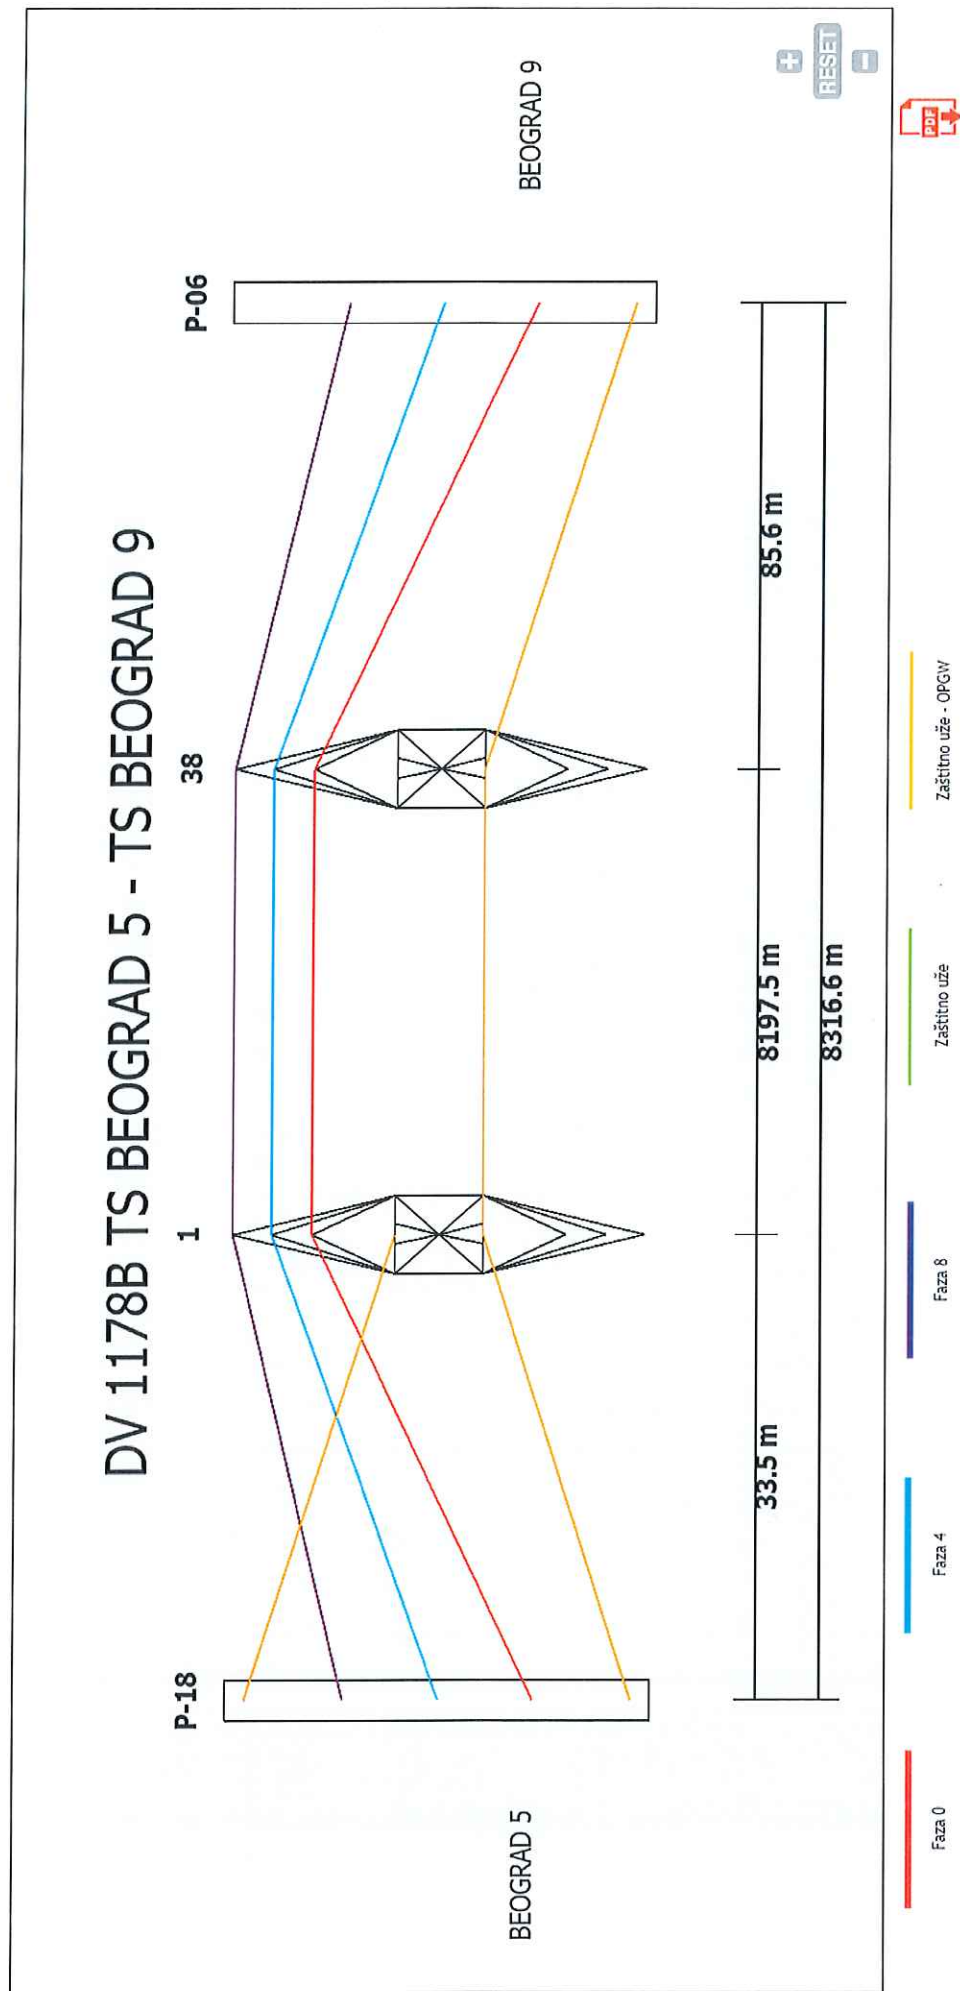 DV 1178B TS BEOGRAD 5 - TS BEOGRAD 9
P-18
1
38
P-06
BEOGRAD 5
BEOGRAD 9
33.5 m
8197.5 m
85.6 m
8316.6 m
+
RESET
-
PDF
Faza 0
Faza 4
Faza 8
Zaštitno uže
Zaštitno uže - OPGW